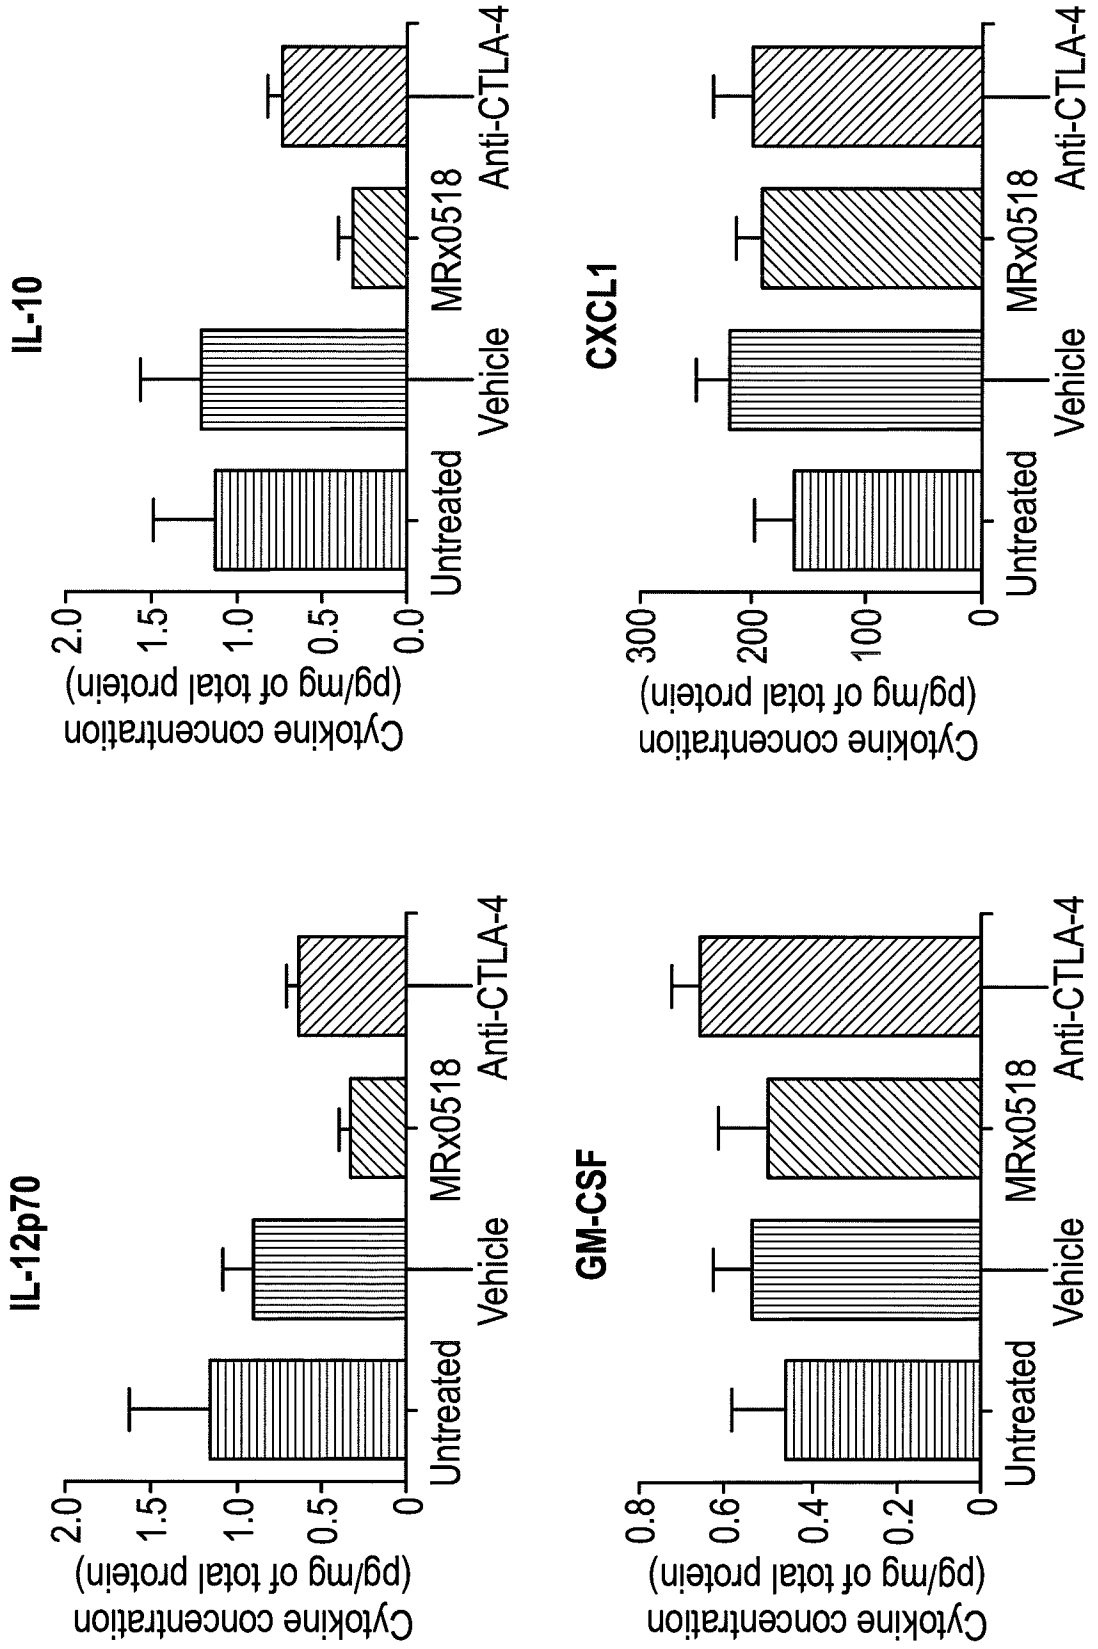 IL-12p70
Cytokine concentration
(pg/mg of total protein)
2.0
1.5
1.0
0.5
0
Untreated
Vehicle
MRx0518
Anti-CTLA-4
IL-10
Cytokine concentration
(pg/mg of total protein)
2.0
1.5
1.0
0.5
0.0
Untreated
Vehicle
MRx0518
Anti-CTLA-4
GM-CSF
Cytokine concentration
(pg/mg of total protein)
0.8
0.6
0.4
0.2
0
Untreated
Vehicle
MRx0518
Anti-CTLA-4
CXCL1
Cytokine concentration
(pg/mg of total protein)
300
200
100
0
Untreated
Vehicle
MRx0518
Anti-CTLA-4